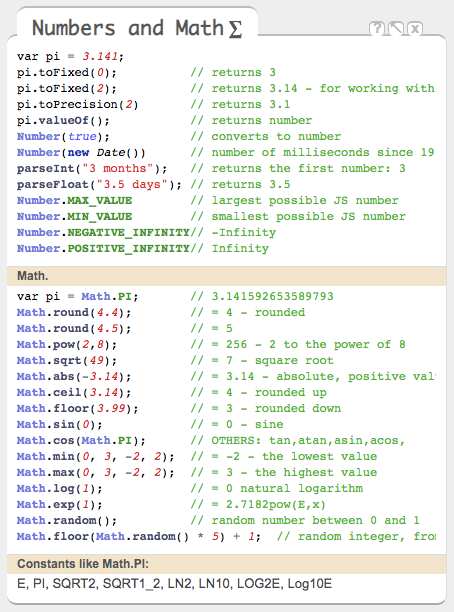 Numbers and Math ∑
? x
var pi = 3.141;
pi.toFixed(0); // returns 3
pi.toFixed(2); // returns 3.14 - for working with
pi.toPrecision(2) // returns 3.1
pi.valueOf(); // returns number
Number(true); // converts to number
Number(new Date()) // number of milliseconds since 19
parseInt("3 months"); // returns the first number: 3
parseFloat("3.5 days"); // returns 3.5
Number.MAX_VALUE // largest possible JS number
Number.MIN_VALUE // smallest possible JS number
Number.NEGATIVE_INFINITY// -Infinity
Number.POSITIVE_INFINITY// Infinity
Math.
var pi = Math.PI; // 3.141592653589793
Math.round(4.4); // = 4 - rounded
Math.round(4.5); // = 5
Math.pow(2,8); // = 256 - 2 to the power of 8
Math.sqrt(49); // = 7 - square root
Math.abs(-3.14); // = 3.14 - absolute, positive val
Math.ceil(3.14); // = 4 - rounded up
Math.floor(3.99); // = 3 - rounded down
Math.sin(0); // = 0 - sine
Math.cos(Math.PI); // OTHERS: tan,atan,asin,acos,
Math.min(0, 3, -2, 2); // = -2 - the lowest value
Math.max(0, 3, -2, 2); // = 3 - the highest value
Math.log(1); // = 0 natural logarithm
Math.exp(1); // = 2.7182pow(E,x)
Math.random(); // random number between 0 and 1
Math.floor(Math.random() * 5) + 1; // random integer, from
Constants like Math.PI:
E, PI, SQRT2, SQRT1_2, LN2, LN10, LOG2E, Log10E